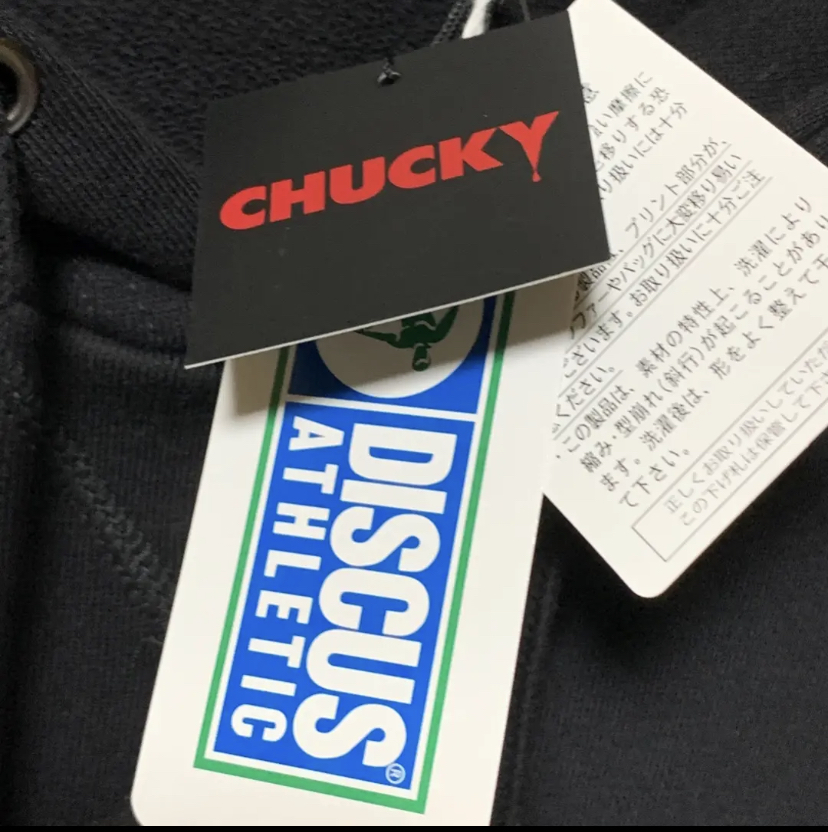 CHUCKY
DISCUS
ATHLETIC
®
い摩擦に
移りする恐
り扱いには十分
プリント部分が、
ファーやバッグに大変移り易い
ございます。お取り扱いに十分ご注
ください。
・この製品は、素材の特性上、洗濯により
縮み・型崩れ(斜行)が起こることがあり
ます。洗濯後は、形をよく整えて干
して下さい。
正しくお取り扱いしていただ
この下げ札は保管して下さ